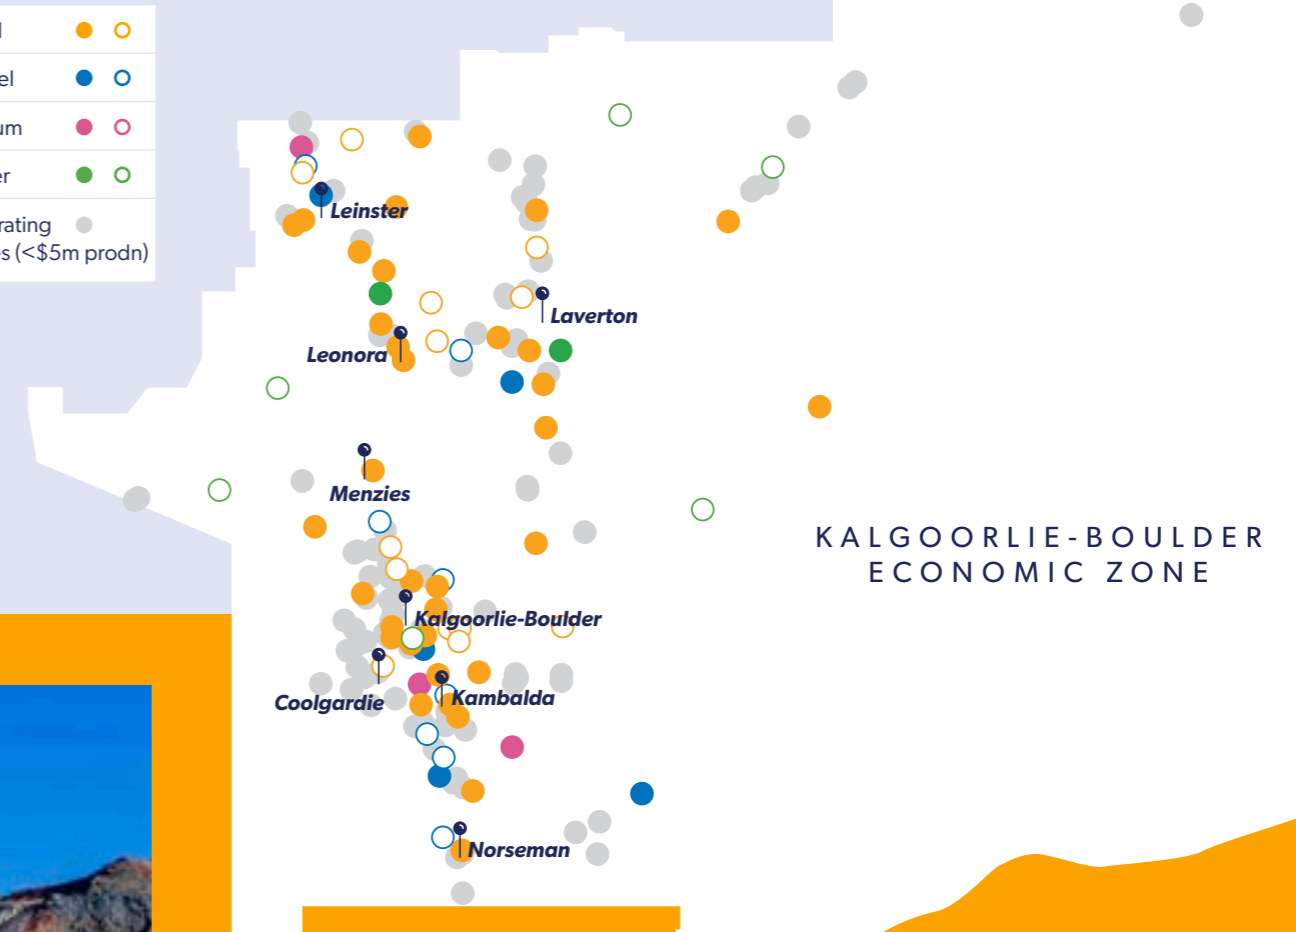 el
um
er
rating
es (<$5m prodn)
Leinster
Laverton
Leonora
Menzies
KALGOORLIE-BOULDER
ECONOMIC ZONE
Kalgoorlie-Boulder
Coolgardie
Kambalda
Norseman